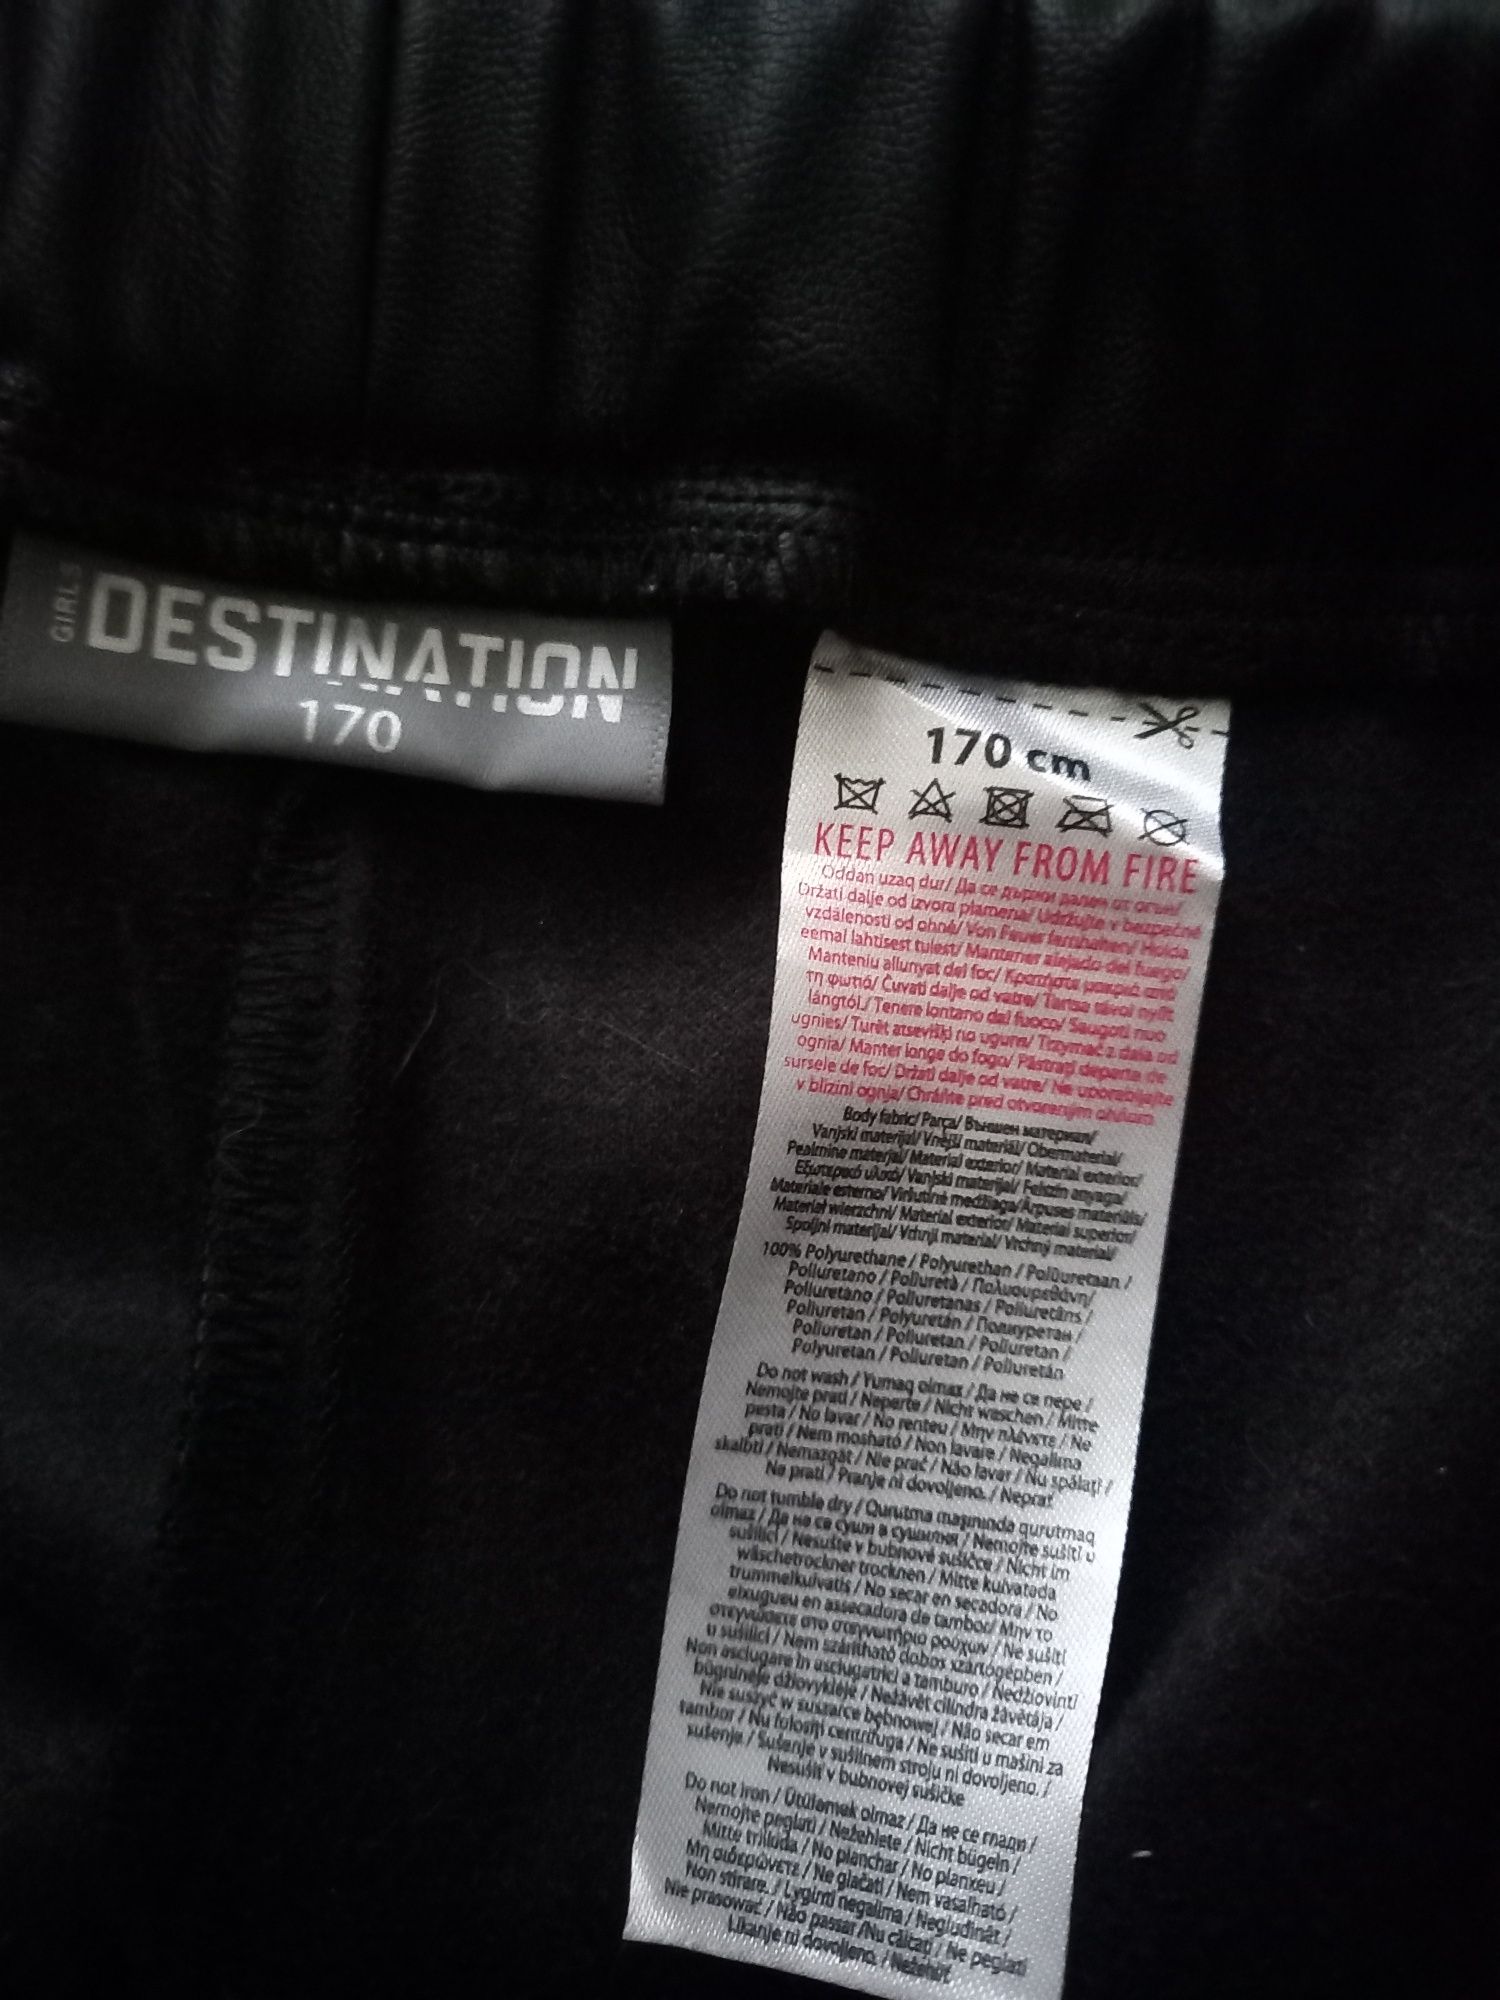 GIRLS DESTINATION
170
170 cm
KEEP AWAY FROM FIRE
Oddan uzaq dur/ Да се държи далеч от огън/
Držati dalje od izvora plamena/ Udržujte v bezpečné
vzdálenosti od ohně/ Von Feuer fernhalten/ Hoida
eemal lahtisest tulest/ Mantener alejado del fuego/
Manteniu allunyat del foc/ Κρατήστε μακριά από
τη φωτιά/ Čuvati dalje od vatre/ Tartsa távol nyílt
lángtól./ Tenere lontano dal fuoco/ Saugoti nuo
ugnies/ Turēt atsevišķi no uguns/ Trzymać z dala od
ognia/ Manter longe do fogo/ Păstrați departe de
sursele de foc/ Držati dalje od vatre/ Ne uporabljajte
v bližini ognja/ Chráňte pred otvoreným ohňom
Body fabric/ Parça/ Външен материал/
Vanjski materijal/ Vnější materiál/ Obermaterial/
Pealmine materjal/ Material exterior/ Material exterior/
Εξωτερικό υλικό/ Vanjski materijal/ Felszín anyaga/
Materiale esterno/ Viršutinė medžiaga/ Ārpuses materiāls/
Materiał wierzchni/ Material exterior/ Material superior/
Spoljni materijal/ Vrhnji material/ Vrchný materiál/
100% Polyurethane / Polyurethan / Polüuretaan /
Poliuretano / Poliuretà / Πολυουρεθάνη/
Poliuretano / Poliuretanas / Poliuretāns /
Poliuretan / Polyuretán / Полиуретан /
Poliuretan / Poliuretan / Poliuretan /
Polyuretan / Poliuretan / Poliuretán
Do not wash / Yumaq olmaz / Да не се пере /
Nemojte prati / Neperte / Nicht waschen / Mitte
pesta / No lavar / No renteu / Μην πλένετε / Ne
prati / Nem mosható / Non lavare / Negalima
skalbti / Nemazgāt / Nie prać / Não lavar / Nu spălați /
Ne prati / Pranje ni dovoljeno. / Neprať
Do not tumble dry / Qurutma maşınında qurutmaq
olmaz / Да не се суши в сушилня / Nemojte sušiti u
sušilici / Nesušte v bubnové sušičce / Nicht im
wäschetrockner trocknen / Mitte kuivatada
trummelkuivatis / No secar en secadora / No
eixugueu en assecadora de tambor/ Μην το
στεγνώσετε στο στεγνωτήριο ρούχων / Ne sušiti
u sušilici / Nem szárítható dobos szárítógépben /
Non asciugare in asciugatrici a tamburo / Nedžiovinti
būgninėje džiovyklėje / Nežāvēt cilindra žāvētāja /
Nie suszyć w suszarce bębnowej / Não secar em
tambor / Nu folosiți centrifuga / Ne sušiti u mašini za
sušenje / Sušenje v sušilnem stroju ni dovoljeno. /
Nesušiť v bubnovej sušičke
Do not iron / Ütüləmək olmaz / Да не се глади /
Nemojte peglati / Nežehlete / Nicht bügeln /
Mitte triikida / No planchar / No planxeu /
Μη σιδερώνετε / Ne glačati / Nem vasalható /
Non stirare. / Lyginti negalima / Negludināt /
Nie prasować / Não passar /Nu călcați / Ne peglati
Likanje ni dovoljeno. / Nežehliť